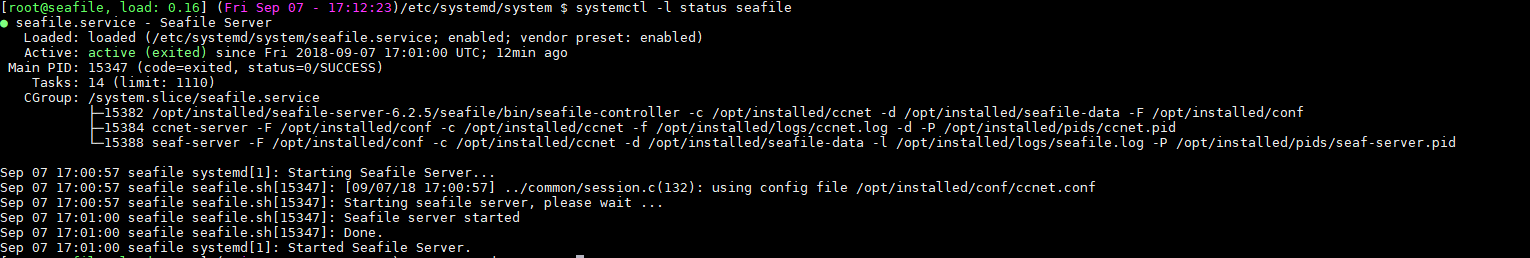 [root@seafile, load: 0.16] (Fri Sep 07 - 17:12:23)/etc/systemd/system $ systemctl -l status seafile
● seafile.service - Seafile Server
   Loaded: loaded (/etc/systemd/system/seafile.service; enabled; vendor preset: enabled)
   Active: active (exited) since Fri 2018-09-07 17:01:00 UTC; 12min ago
 Main PID: 15347 (code=exited, status=0/SUCCESS)
    Tasks: 14 (limit: 1110)
   CGroup: /system.slice/seafile.service
           ├─15382 /opt/installed/seafile-server-6.2.5/seafile/bin/seafile-controller -c /opt/installed/ccnet -d /opt/installed/seafile-data -F /opt/installed/conf
           ├─15384 ccnet-server -F /opt/installed/conf -c /opt/installed/ccnet -f /opt/installed/logs/ccnet.log -d -P /opt/installed/pids/ccnet.pid
           └─15388 seaf-server -F /opt/installed/conf -c /opt/installed/ccnet -d /opt/installed/seafile-data -l /opt/installed/logs/seafile.log -P /opt/installed/pids/seaf-server.pid

Sep 07 17:00:57 seafile systemd[1]: Starting Seafile Server...
Sep 07 17:00:57 seafile seafile.sh[15347]: [09/07/18 17:00:57] ../common/session.c(132): using config file /opt/installed/conf/ccnet.conf
Sep 07 17:00:57 seafile seafile.sh[15347]: Starting seafile server, please wait ...
Sep 07 17:01:00 seafile seafile.sh[15347]: Seafile server started
Sep 07 17:01:00 seafile seafile.sh[15347]: Done.
Sep 07 17:01:00 seafile systemd[1]: Started Seafile Server.